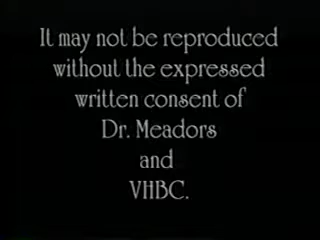 It may not be reproduced
without the expressed
written consent of
Dr. Meadors
and
VHBC.